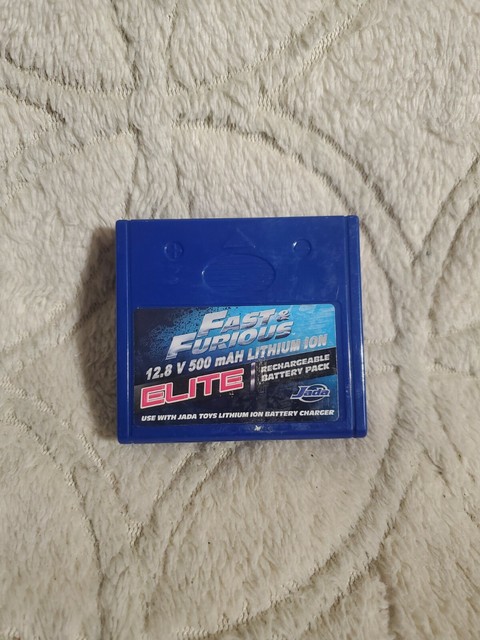 FAST &
FURIOUS
12.8 V 500 mAH LITHIUM ION
ELITE
RECHARGEABLE
BATTERY PACK
Jada
USE WITH JADA TOYS LITHIUM ION BATTERY CHARGER